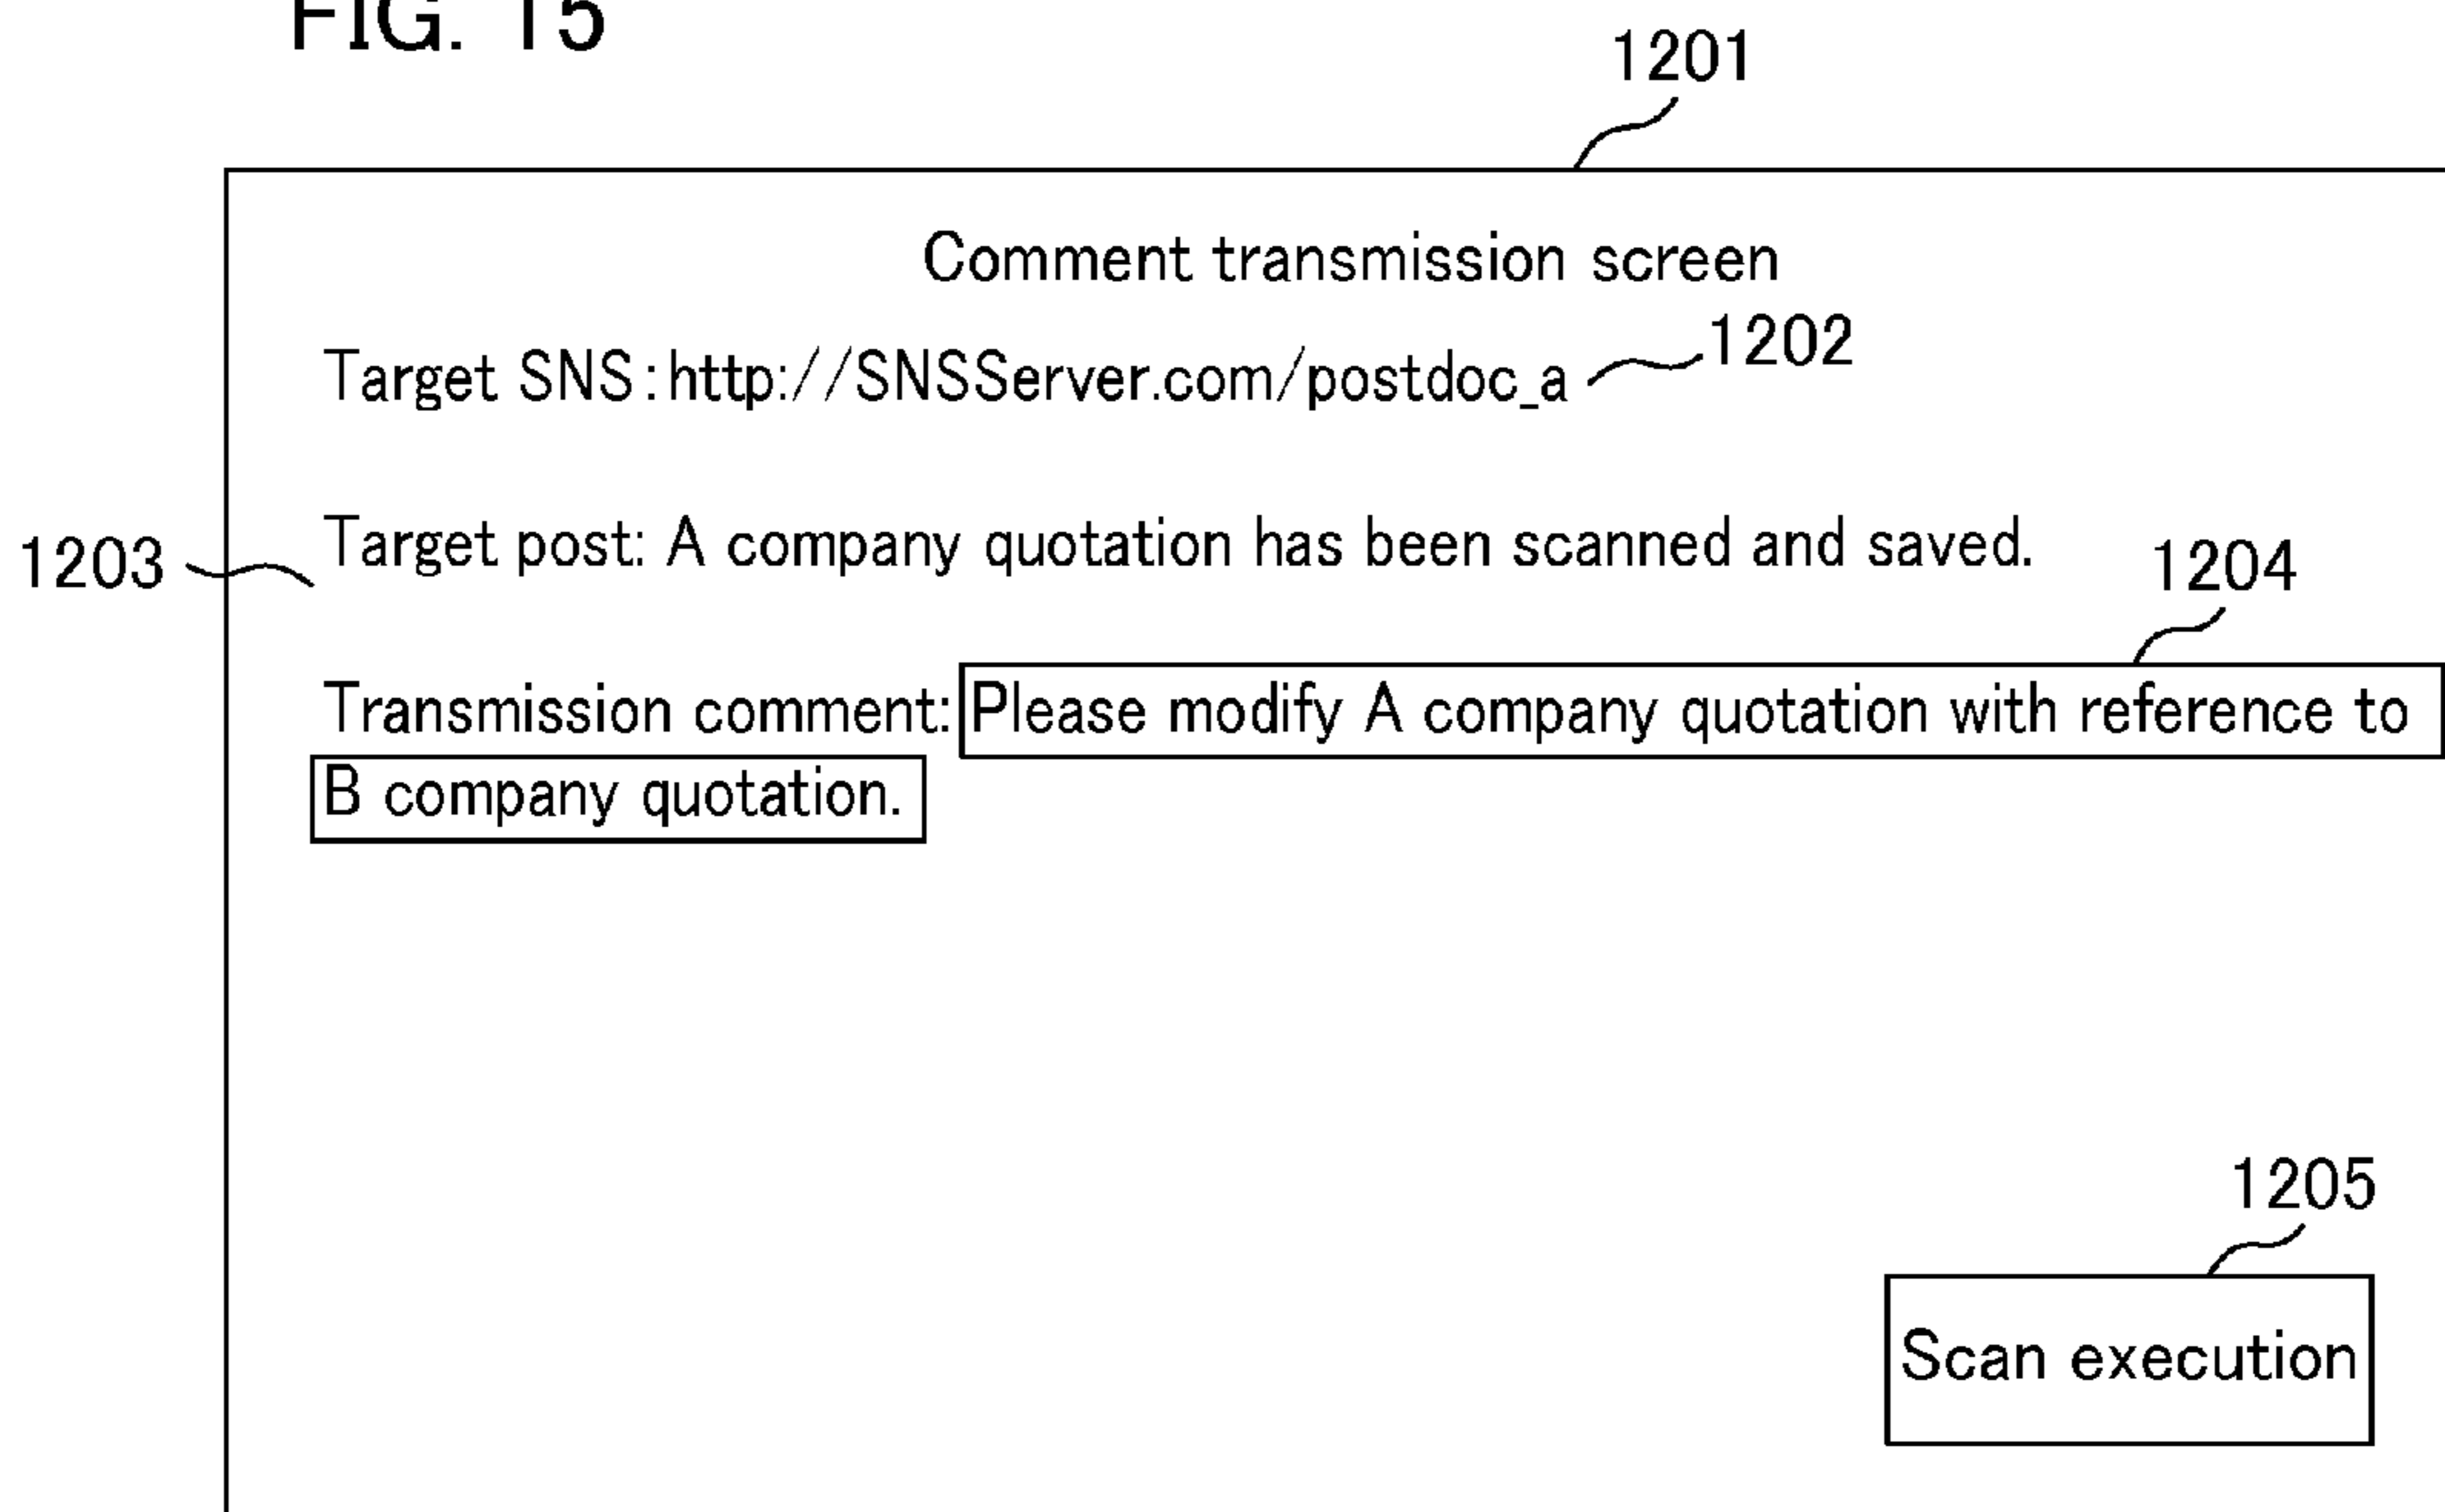 FIG. 15
1201
Comment transmission screen
Target SNS:http://SNSServer.com/postdoc_a
1202
Target post: A company quotation has been scanned and saved.
1203
1204
Transmission comment: Please modify A company quotation with reference to
B company quotation.
1205
Scan execution